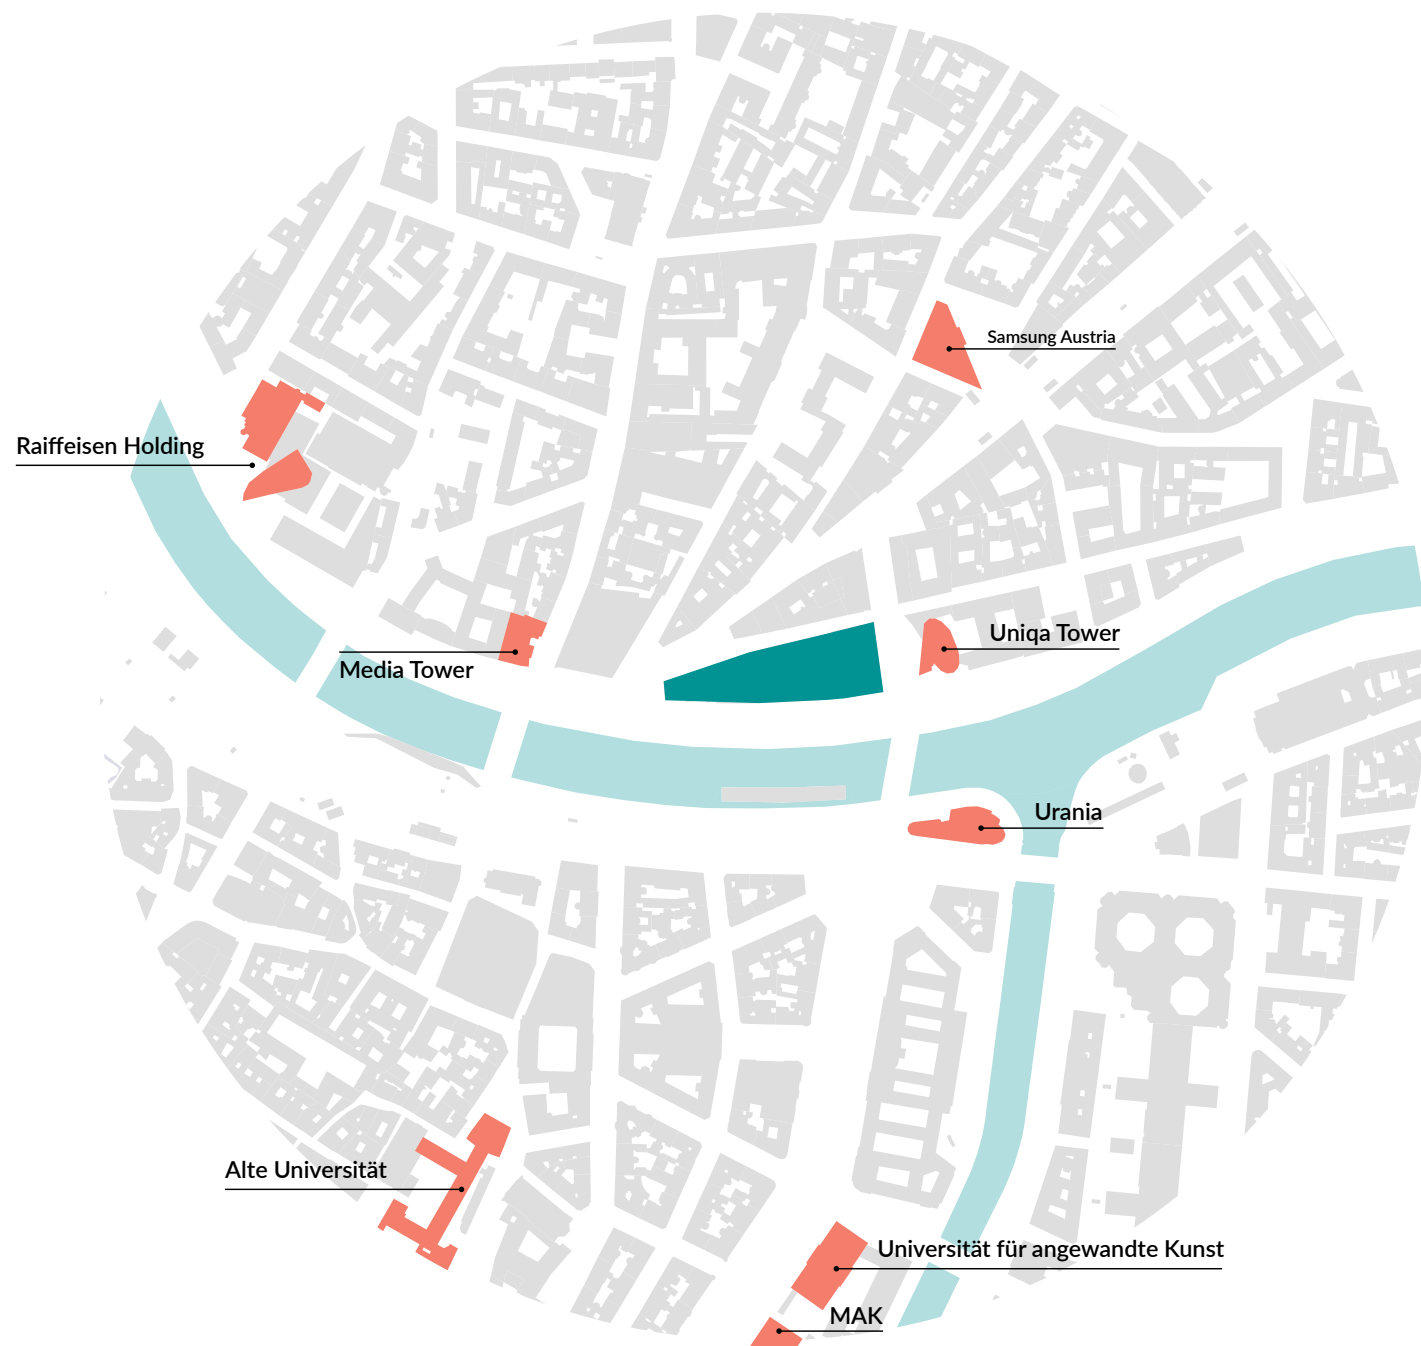 Samsung Austria
Raiffeisen Holding
Uniqa Tower
Media Tower
Urania
Alte Universität
Universität für angewandte Kunst
MAK